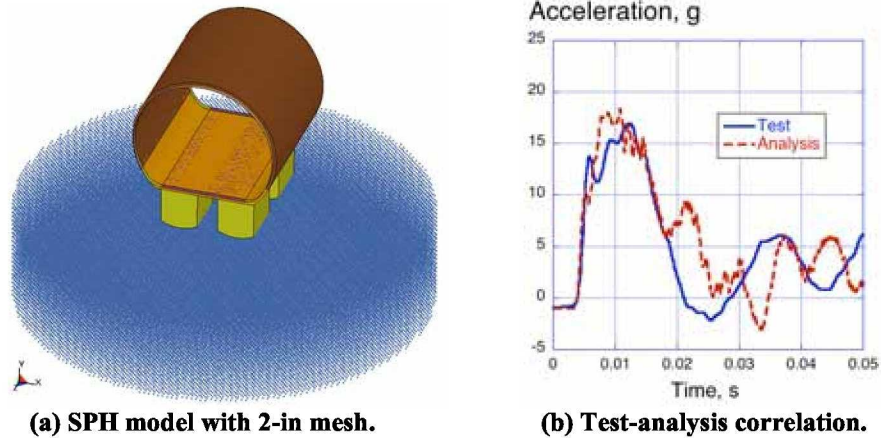 Acceleration, g
25
20
15
10
5
0
-5
Test
Analysis
0 0.01 0.02 0.03 0.04 0.05
Time, s
Y
X
(a) SPH model with 2-in mesh.
(b) Test-analysis correlation.